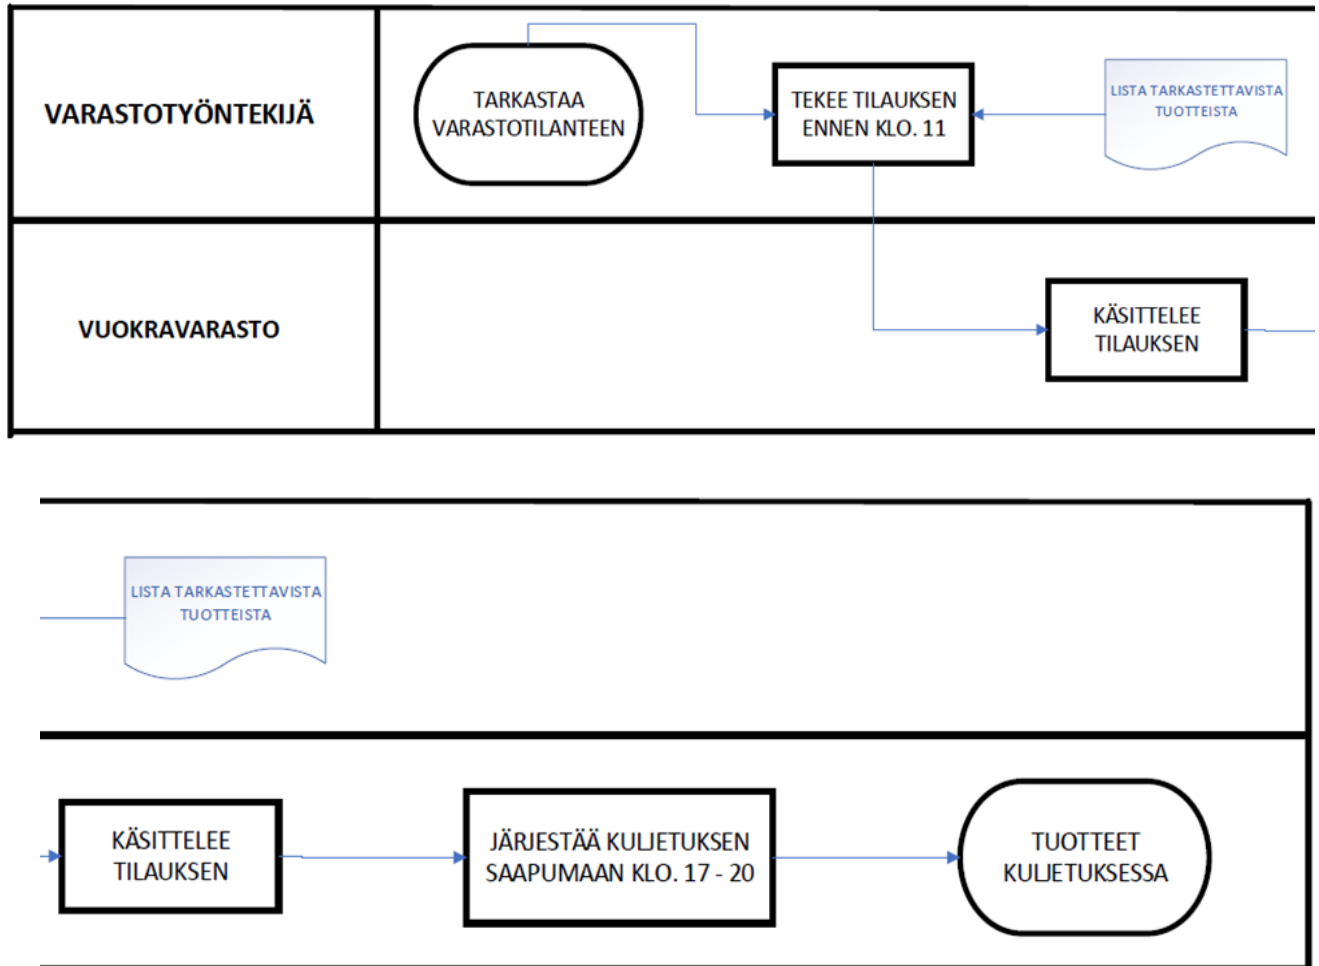 VARASTOTYÖNTEKIJÄ
TARKASTAA
VARASTOTILANTEEN
TEKEE TILAUKSEN
ENNEN KLO. 11
LISTA TARKASTETTAVISTA
TUOTTEISTA
VUOKRAVARASTO
KÄSITTELEE
TILAUKSEN
LISTA TARKASTETTAVISTA
TUOTTEISTA
KÄSITTELEE
TILAUKSEN
JÄRJESTÄÄ KULJETUKSEN
SAAPUMAAN KLO. 17 - 20
TUOTTEET
KULJETUKSESSA